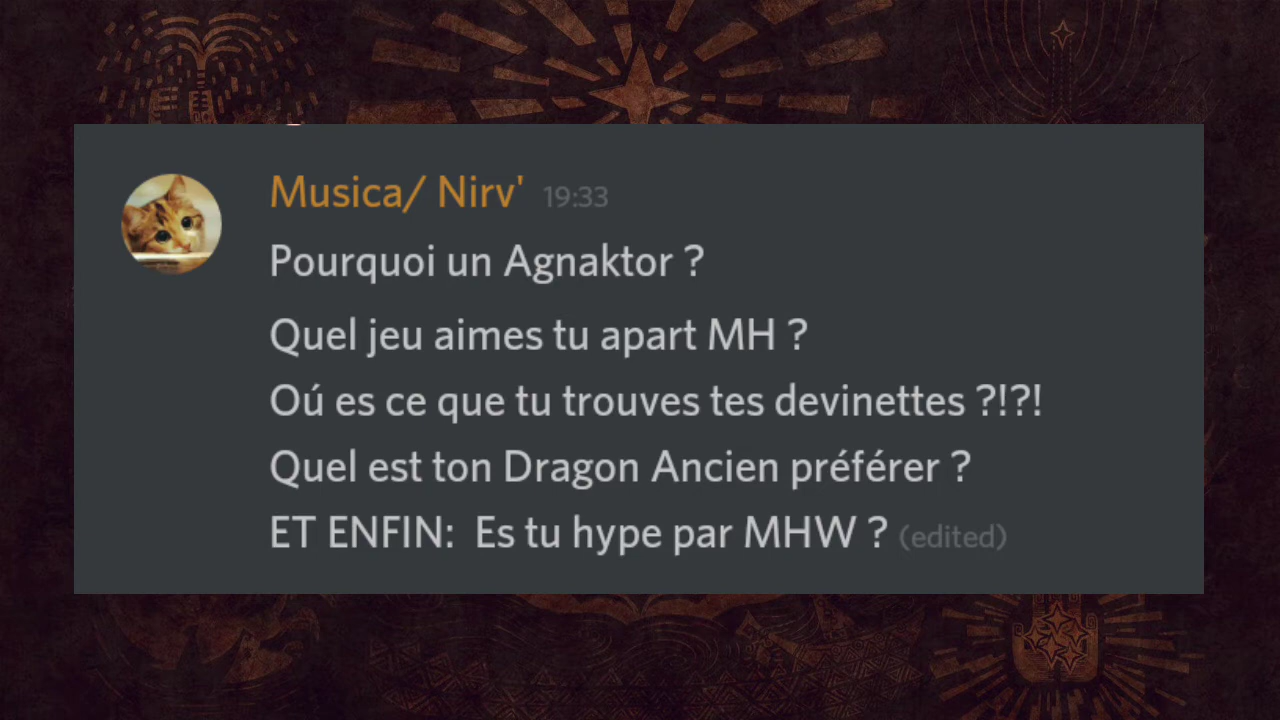 Musica/ Nirv' 19:33
Pourquoi un Agnaktor ?
Quel jeu aimes tu apart MH ?
Oú es ce que tu trouves tes devinettes ?!?!
Quel est ton Dragon Ancien préférer ?
ET ENFIN: Es tu hype par MHW ? (edited)